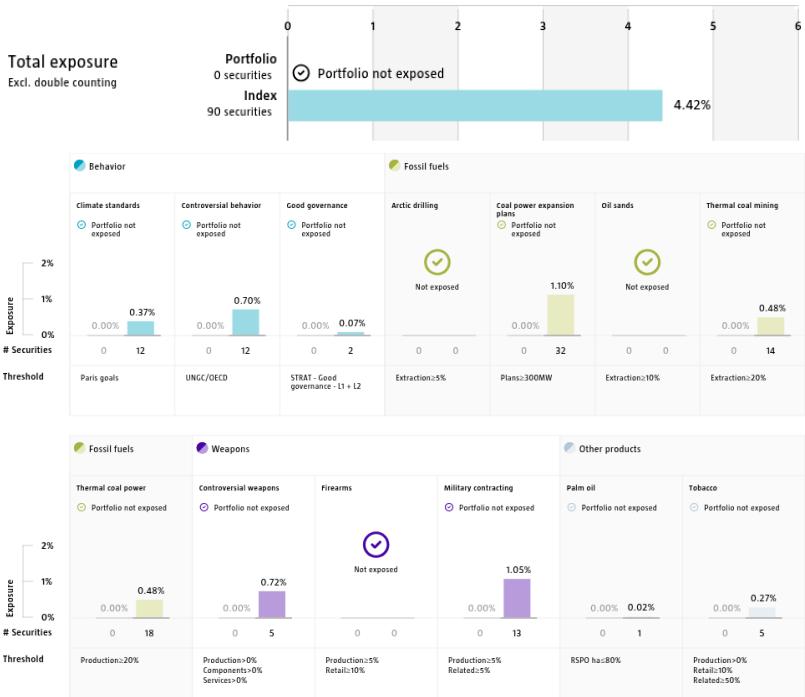 0 1 2 3 4 5 6
Total exposure
Excl. double counting
Portfolio
0 securities
Portfolio not exposed
Index
90 securities
4.42%
Behavior
Fossil fuels
Climate standards
Portfolio not
exposed
Controversial behavior
Portfolio not
exposed
Good governance
Portfolio not
exposed
Arctic drilling
Not exposed
Coal power expansion
plans
Portfolio not
exposed
Oil sands
Not exposed
Thermal coal mining
Portfolio not
exposed
Exposure
2%
1%
0%
0.00% 0.37%
0.00% 0.70%
0.00% 0.07%
0.00% 1.10%
0.00% 0.48%
# Securities 0 12 0 12 0 2 0 0 0 32 0 0 0 14
Threshold
Paris goals
UNGC/OECD
STRAT - Good
governance - L1 + L2
Extraction≥5%
Plans≥300MW
Extraction≥10%
Extraction≥20%
Fossil fuels
Weapons
Other products
Thermal coal power
Portfolio not exposed
Controversial weapons
Portfolio not exposed
Firearms
Not exposed
Military contracting
Portfolio not exposed
Palm oil
Portfolio not exposed
Tobacco
Portfolio not exposed
Exposure
2%
1%
0%
0.00% 0.48%
0.00% 0.72%
0.00% 1.05%
0.00% 0.02%
0.00% 0.27%
# Securities 0 18 0 5 0 0 0 13 0 1 0 5
Threshold
Production≥20%
Production>0%
Components>0%
Services>0%
Production≥5%
Retail≥10%
Production≥5%
Related≥5%
RSPO ha≤80%
Production>0%
Retail≥10%
Related≥50%